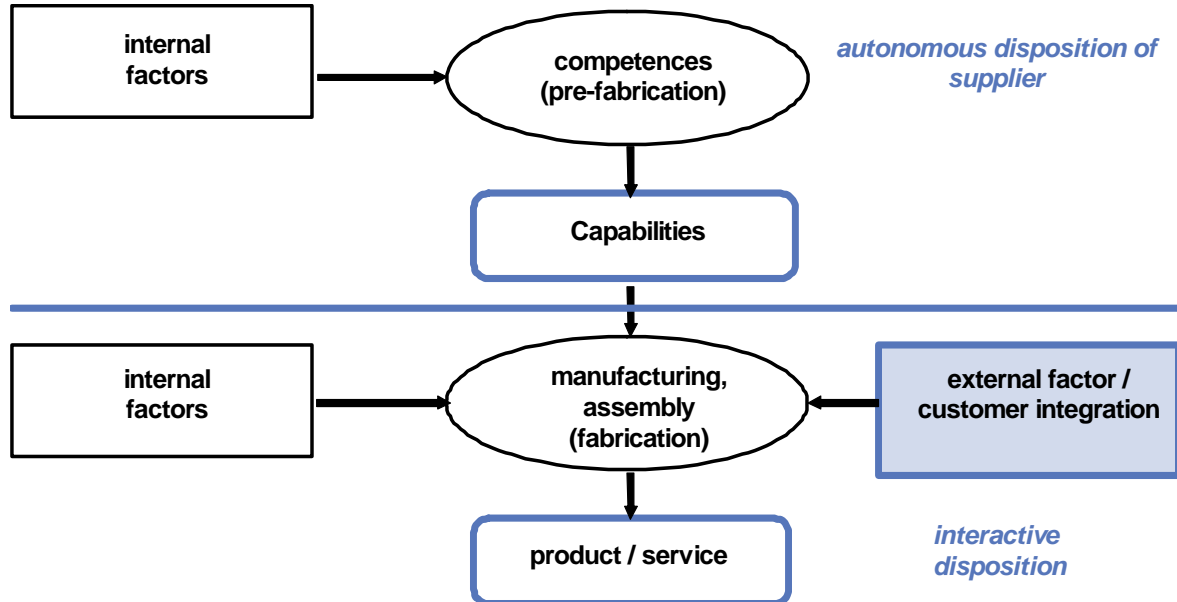 internal
factors
competences
(pre-fabrication)
autonomous disposition of
supplier
Capabilities
internal
factors
manufacturing,
assembly
(fabrication)
external factor /
customer integration
product / service
interactive
disposition